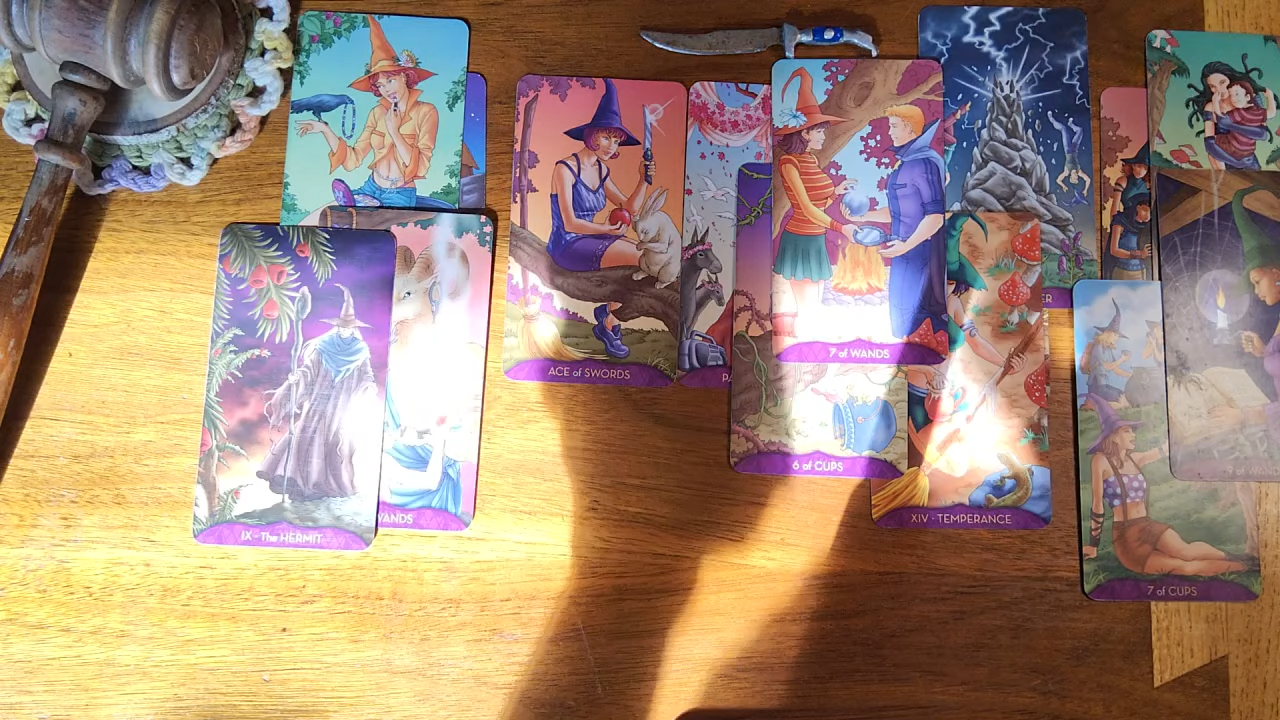 ACE of SWORDS
7 of WANDS
6 of CUPS
XIV - TEMPERANCE
IX - The HERMIT
WANDS
7 of CUPS